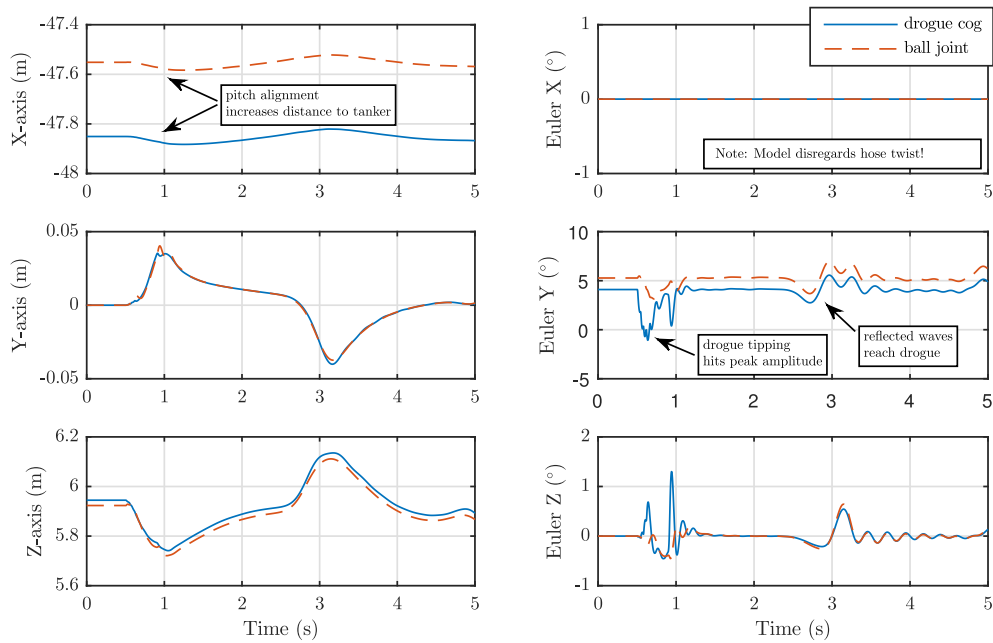 drogue cog
ball joint
X-axis (m)
-47.4
-47.6
-47.8
-48
pitch alignment
increases distance to tanker
0 1 2 3 4 5
Euler X (°)
1
0
-1
Note: Model disregards hose twist!
0 1 2 3 4 5
Y-axis (m)
0.05
0
-0.05
0 1 2 3 4 5
Euler Y (°)
10
5
0
-5
drogue tipping
hits peak amplitude
reflected waves
reach drogue
0 1 2 3 4 5
Z-axis (m)
6.2
6
5.8
5.6
0 1 2 3 4 5
Time (s)
Euler Z (°)
2
1
0
-1
0 1 2 3 4 5
Time (s)